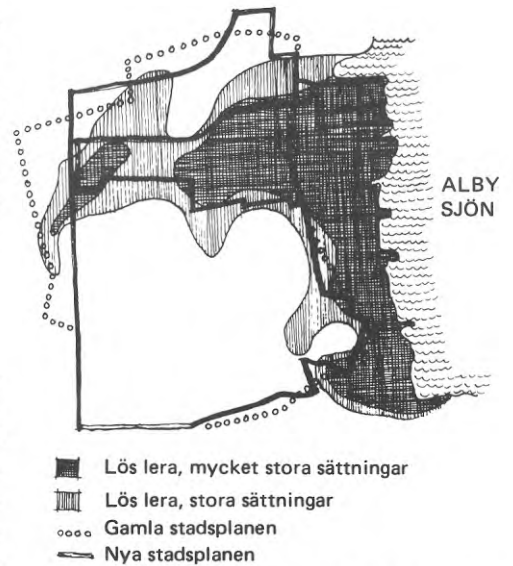 ALBY
SJÖN
Lös lera, mycket stora sättningar
Lös lera, stora sättningar
Gamla stadsplanen
Nya stadsplanen